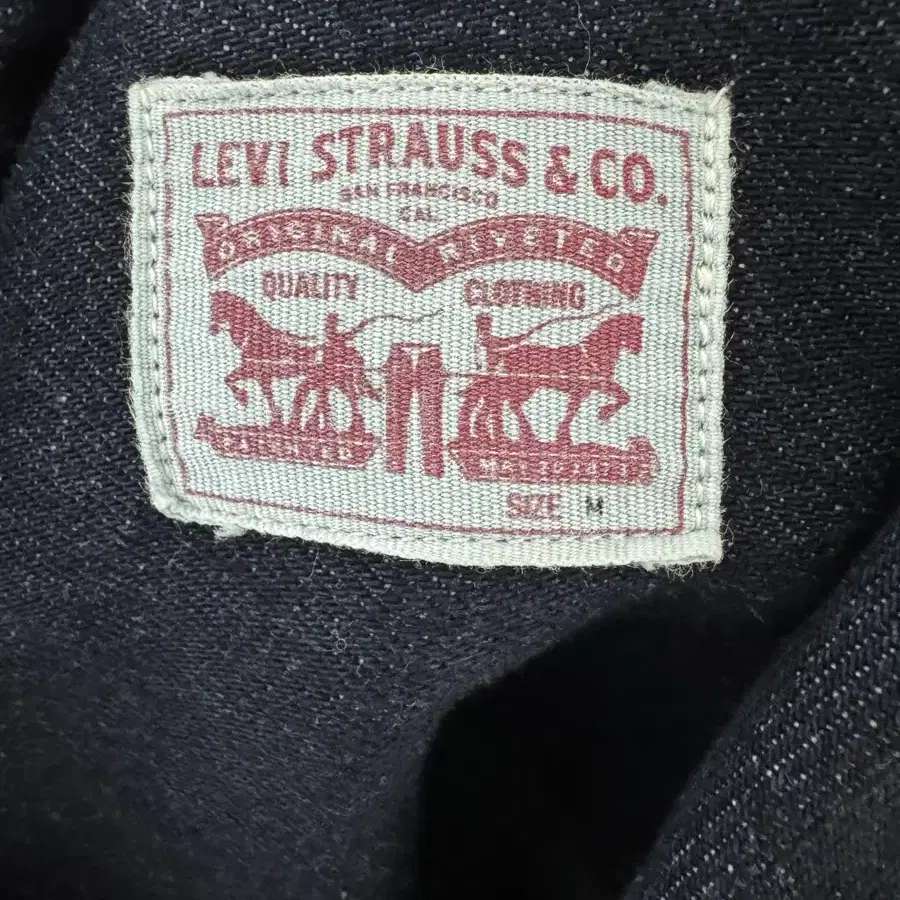 LEVI STRAUSS & CO.
SAN FRANCISCO
CAL.
ORIGINAL RIVETED
QUALITY CLOTHING
SIZE M